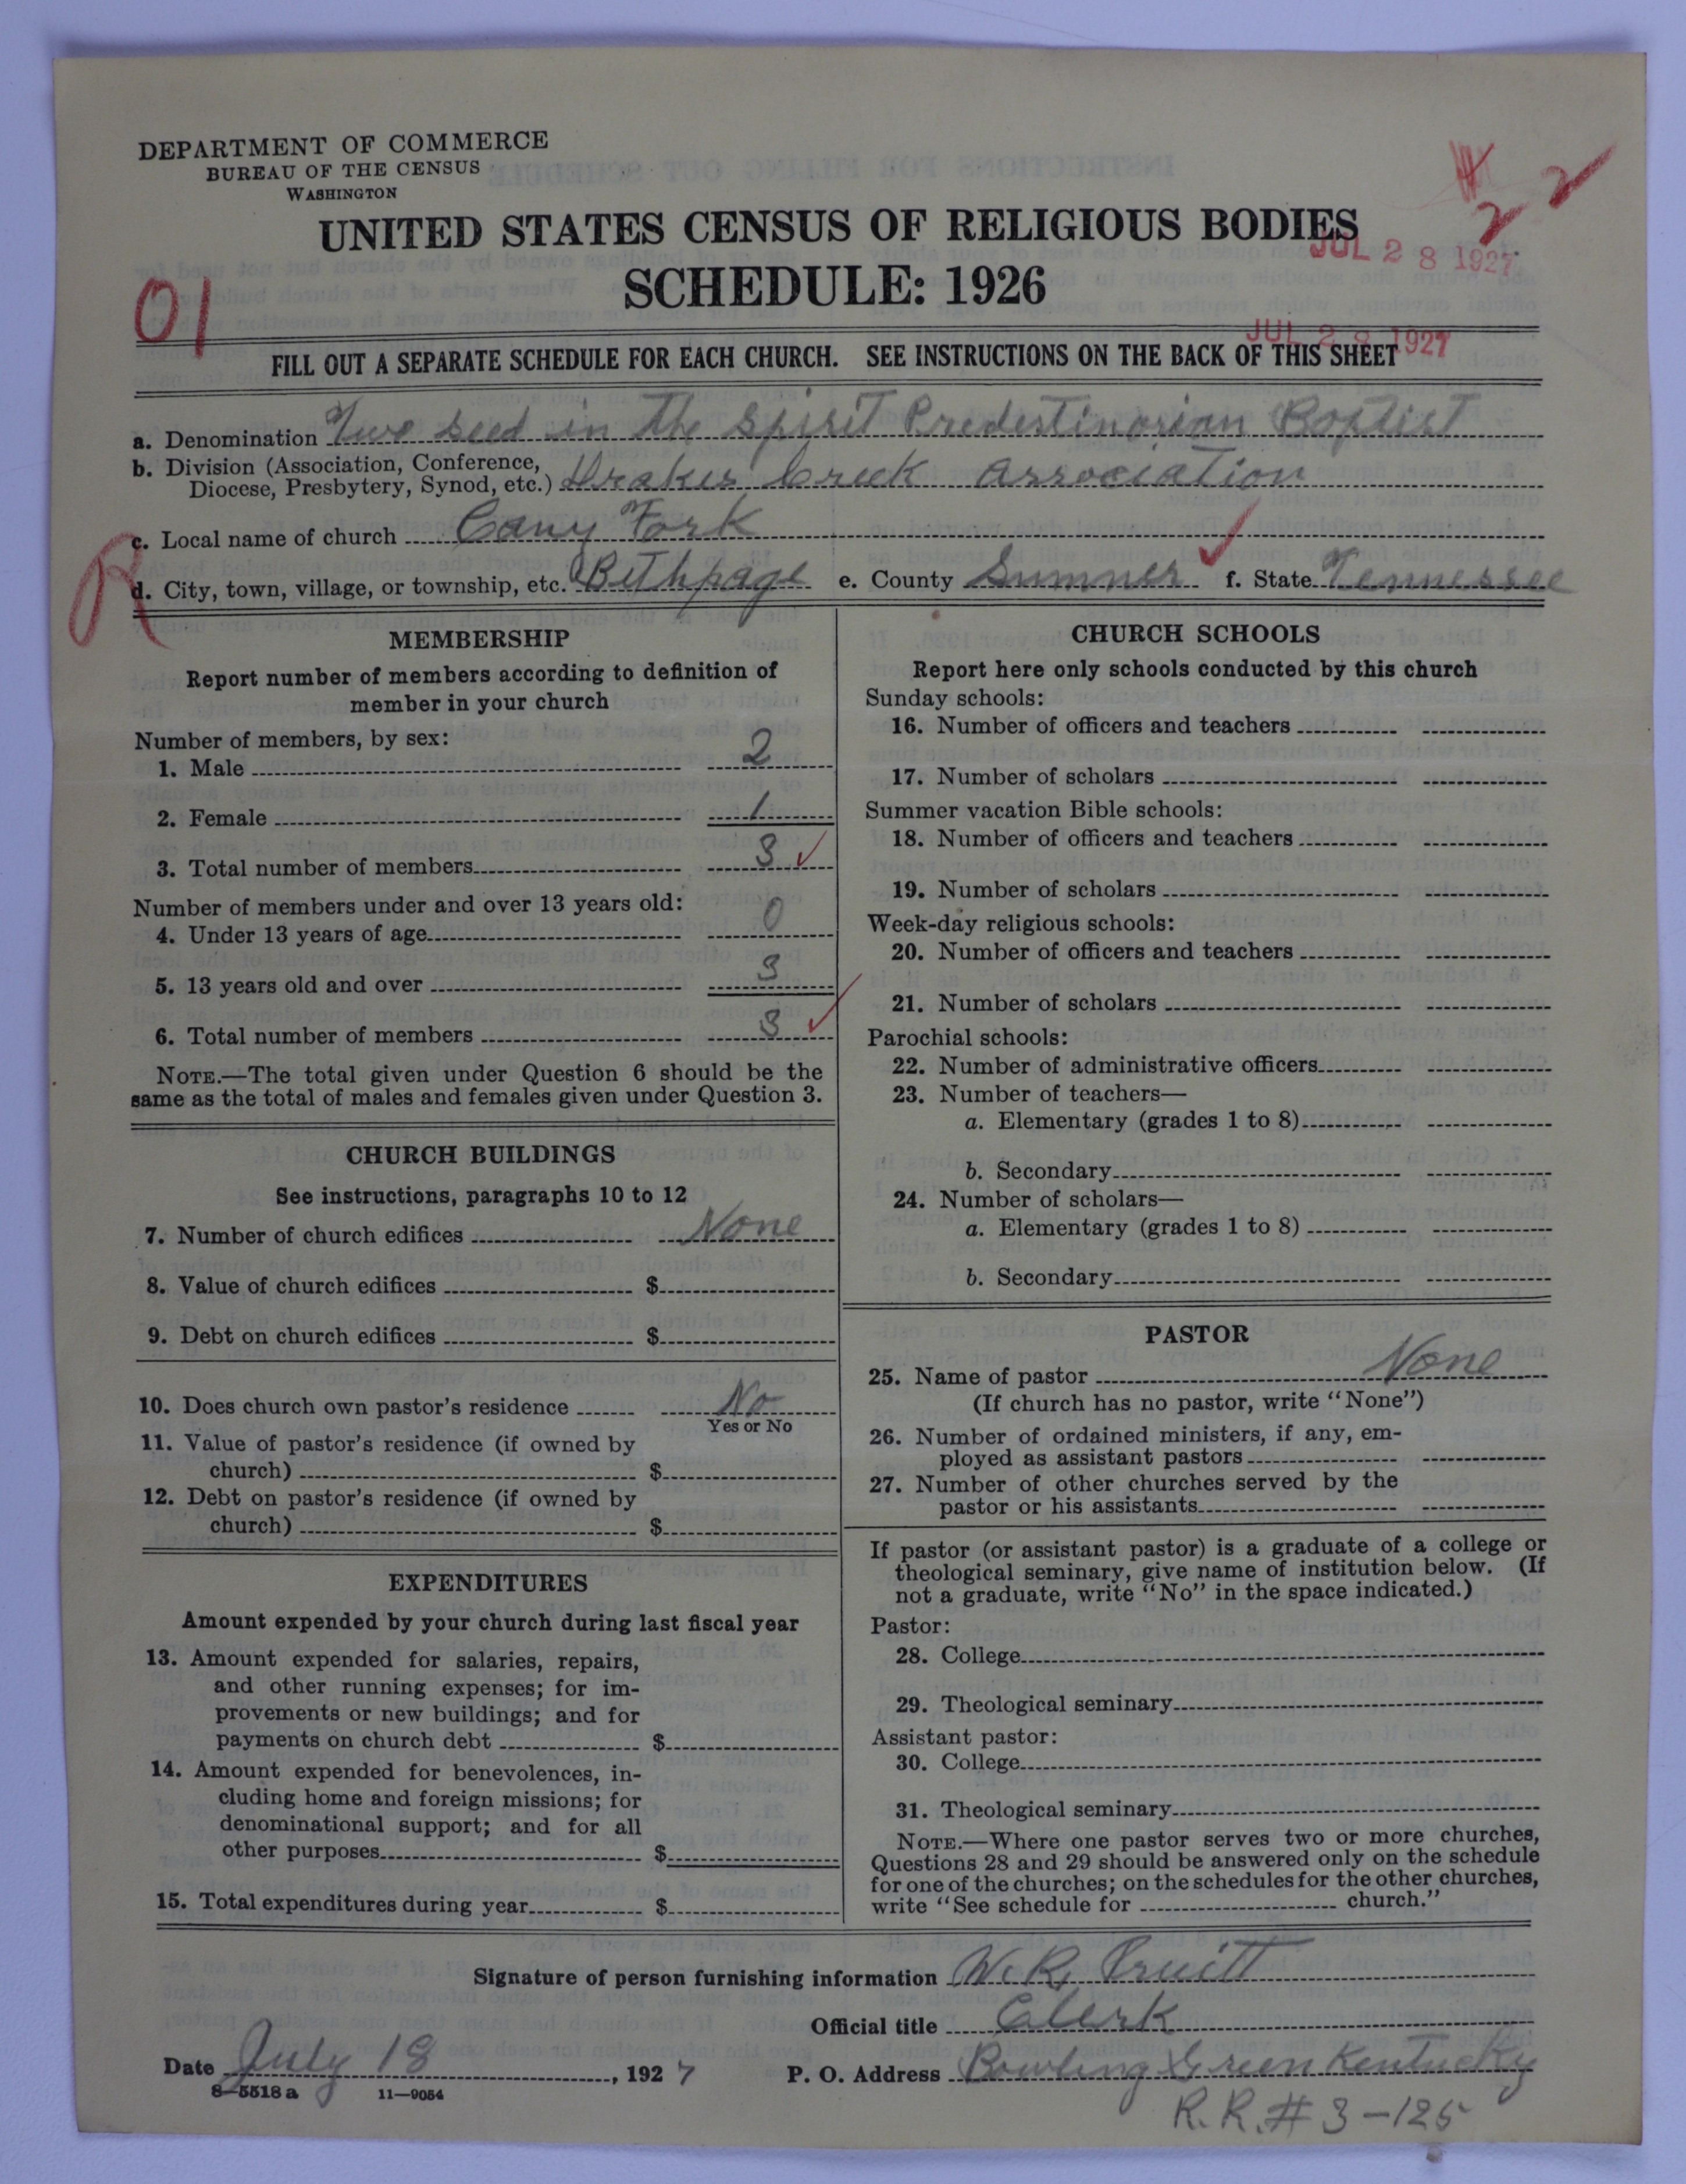 DEPARTMENT OF COMMERCE
BUREAU OF THE CENSUS
WASHINGTON
UNITED STATES CENSUS OF RELIGIOUS BODIES
SCHEDULE: 1926
2 2
JUL 28 1927
01
JUL 28 1927
FILL OUT A SEPARATE SCHEDULE FOR EACH CHURCH. SEE INSTRUCTIONS ON THE BACK OF THIS SHEET
a. Denomination Two Seed in the Spirit Predestinarian Baptist
b. Division (Association, Conference,
Diocese, Presbytery, Synod, etc.) Drakes Creek Association
c. Local name of church Cany Fork
R
d. City, town, village, or township, etc. Bethpage e. County Sumner f. State Tennessee
MEMBERSHIP
Report number of members according to definition of
member in your church
Number of members, by sex:
1. Male 2
2. Female 1
3. Total number of members 3 ✓
Number of members under and over 13 years old:
4. Under 13 years of age 0
5. 13 years old and over 3
6. Total number of members 3 ✓
NOTE.—The total given under Question 6 should be the
same as the total of males and females given under Question 3.
CHURCH BUILDINGS
See instructions, paragraphs 10 to 12
7. Number of church edifices None
8. Value of church edifices $
9. Debt on church edifices $
10. Does church own pastor's residence No
Yes or No
11. Value of pastor's residence (if owned by
church) $
12. Debt on pastor's residence (if owned by
church) $
EXPENDITURES
Amount expended by your church during last fiscal year
13. Amount expended for salaries, repairs,
and other running expenses; for im-
provements or new buildings; and for
payments on church debt $
14. Amount expended for benevolences, in-
cluding home and foreign missions; for
denominational support; and for all
other purposes $
15. Total expenditures during year $
CHURCH SCHOOLS
Report here only schools conducted by this church
Sunday schools:
16. Number of officers and teachers
17. Number of scholars
Summer vacation Bible schools:
18. Number of officers and teachers
19. Number of scholars
Week-day religious schools:
20. Number of officers and teachers
21. Number of scholars
Parochial schools:
22. Number of administrative officers
23. Number of teachers—
a. Elementary (grades 1 to 8)
b. Secondary
24. Number of scholars—
a. Elementary (grades 1 to 8)
b. Secondary
PASTOR
25. Name of pastor None
(If church has no pastor, write "None")
26. Number of ordained ministers, if any, em-
ployed as assistant pastors
27. Number of other churches served by the
pastor or his assistants
If pastor (or assistant pastor) is a graduate of a college or
theological seminary, give name of institution below. (If
not a graduate, write "No" in the space indicated.)
Pastor:
28. College
29. Theological seminary
Assistant pastor:
30. College
31. Theological seminary
NOTE.—Where one pastor serves two or more churches,
Questions 28 and 29 should be answered only on the schedule
for one of the churches; on the schedules for the other churches,
write "See schedule for church."
Signature of person furnishing information W. R. Pruitt
Official title Clerk
Date July 18, 1927 P. O. Address Bowling Green Kentucky
8-5518 a 11-9054
R.R. # 3-125